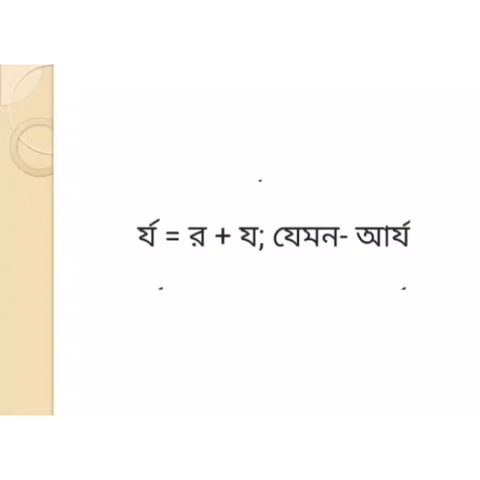 র্য = র + য; যেমন- আর্য